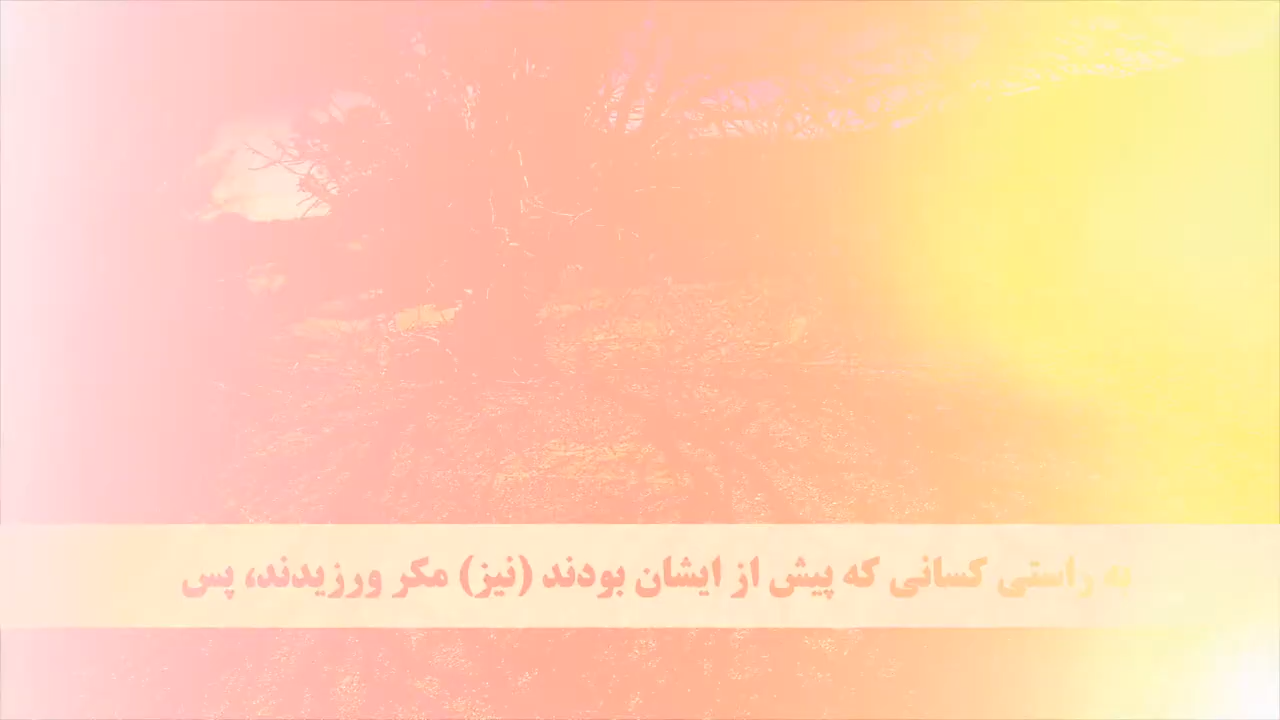 به راستی کسانی که پیش از ایشان بودند (نیز) مکر ورزیدند، پس